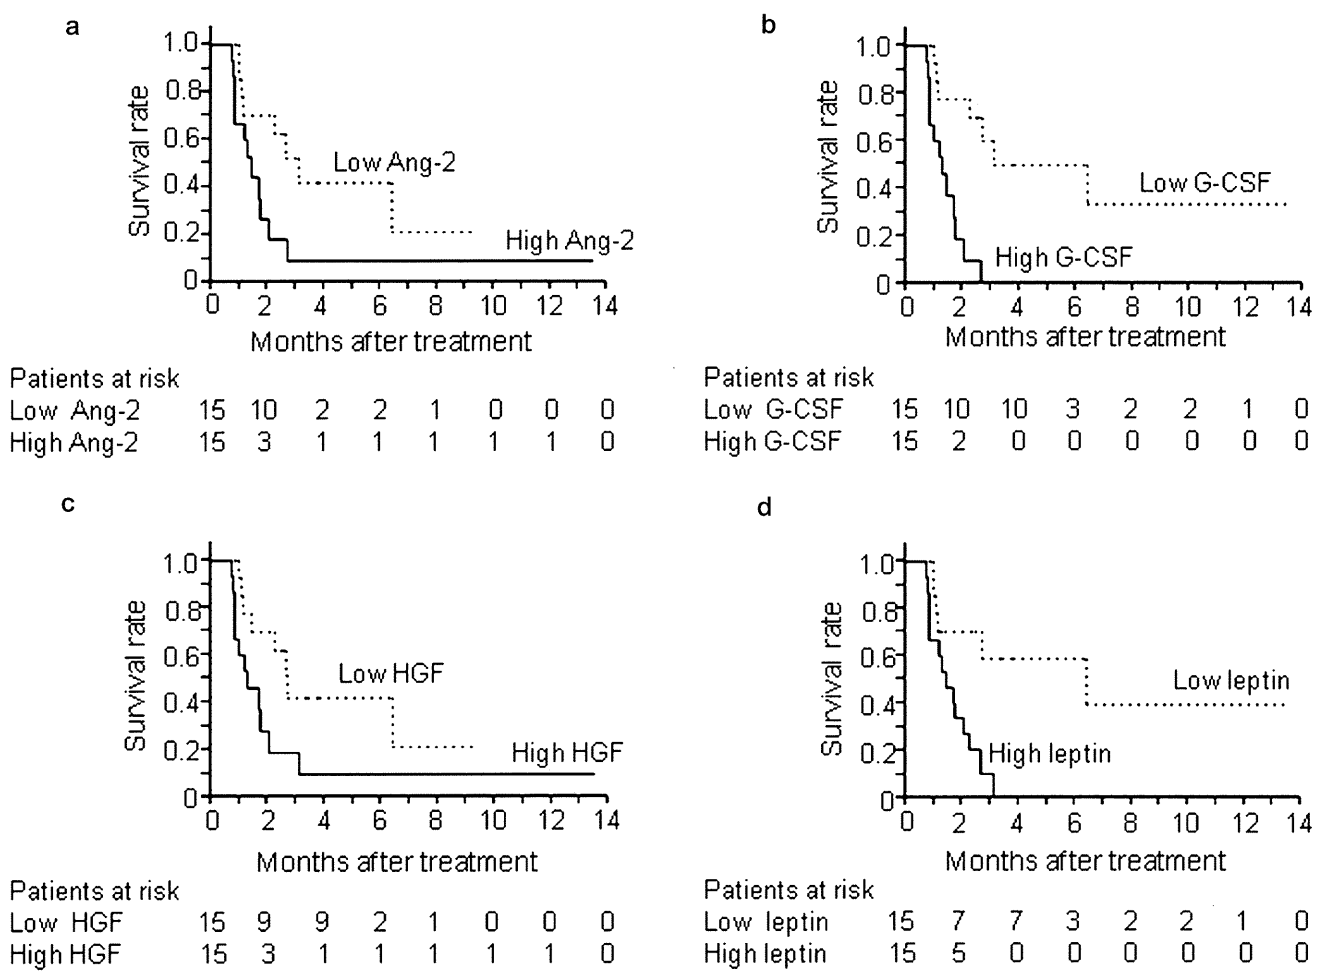 a
Survival rate
1.0
0.8
0.6
0.4
0.2
0
Low Ang-2
High Ang-2
0 2 4 6 8 10 12 14
Months after treatment
Patients at risk
Low Ang-2 15 10 2 2 1 0 0 0
High Ang-2 15 3 1 1 1 1 1 0
b
Survival rate
1.0
0.8
0.6
0.4
0.2
0
Low G-CSF
High G-CSF
0 2 4 6 8 10 12 14
Months after treatment
Patients at risk
Low G-CSF 15 10 10 3 2 2 1 0
High G-CSF 15 2 0 0 0 0 0 0
c
Survival rate
1.0
0.8
0.6
0.4
0.2
0
Low HGF
High HGF
0 2 4 6 8 10 12 14
Months after treatment
Patients at risk
Low HGF 15 9 9 2 1 0 0 0
High HGF 15 3 1 1 1 1 1 0
d
Survival rate
1.0
0.8
0.6
0.4
0.2
0
Low leptin
High leptin
0 2 4 6 8 10 12 14
Months after treatment
Patients at risk
Low leptin 15 7 7 3 2 2 1 0
High leptin 15 5 0 0 0 0 0 0